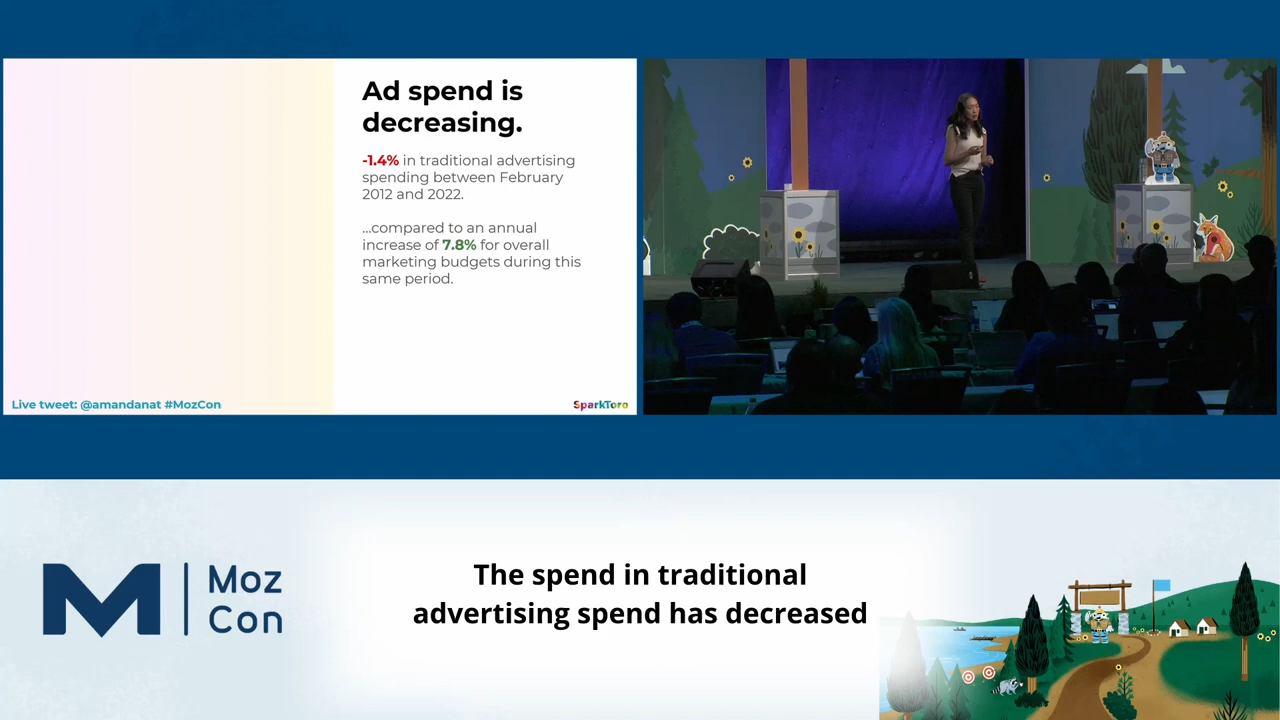 Ad spend is
decreasing.
-1.4% in traditional advertising
spending between February
2012 and 2022.
...compared to an annual
increase of 7.8% for overall
marketing budgets during this
same period.
Live tweet: @amandanat #MozCon
SparkToro
Moz
Con
The spend in traditional
advertising spend has decreased